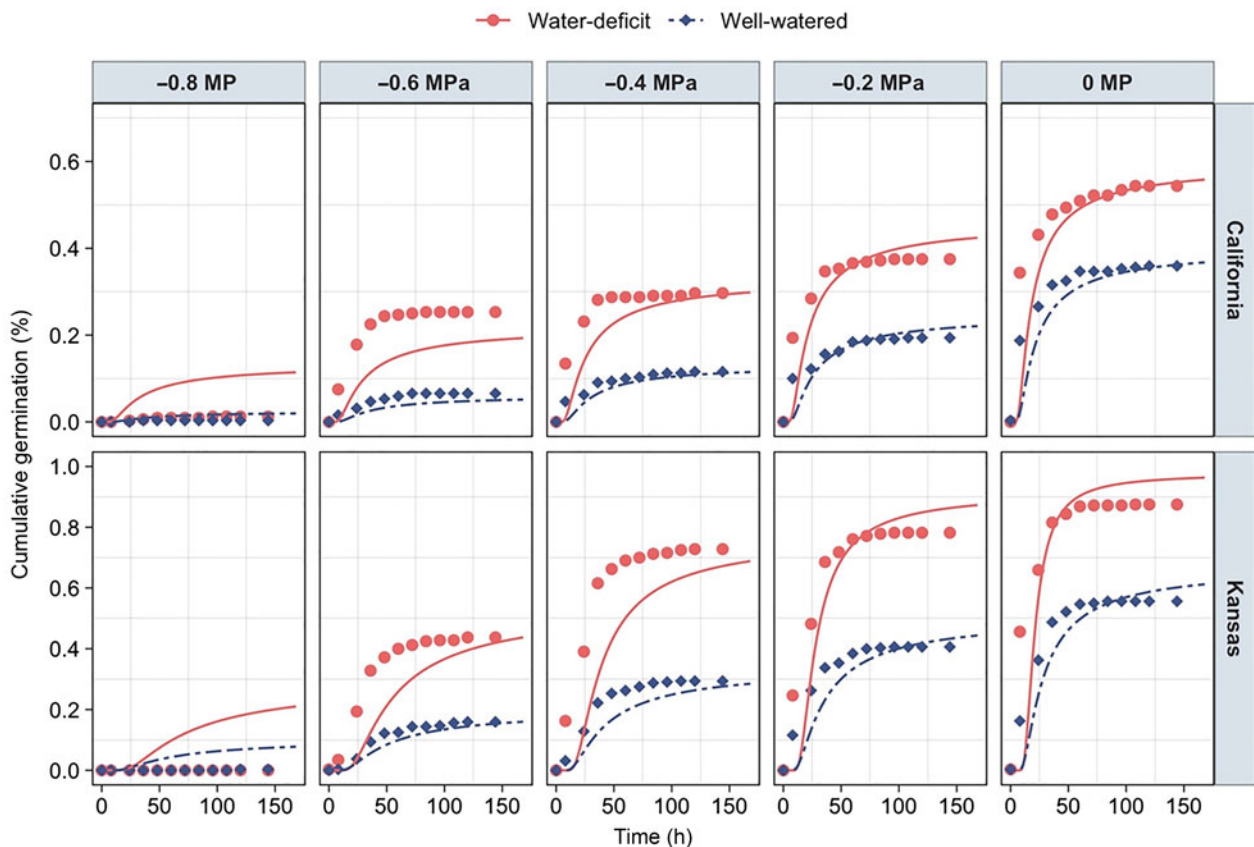 Water-deficit Well-watered
−0.8 MP −0.6 MPa −0.4 MPa −0.2 MPa 0 MP
0.6
0.4
0.2
0.0
California
1.0
0.8
0.6
0.4
0.2
0.0
Kansas
Cumulative germination (%)
0 50 100 150 0 50 100 150 0 50 100 150 0 50 100 150 0 50 100 150
Time (h)